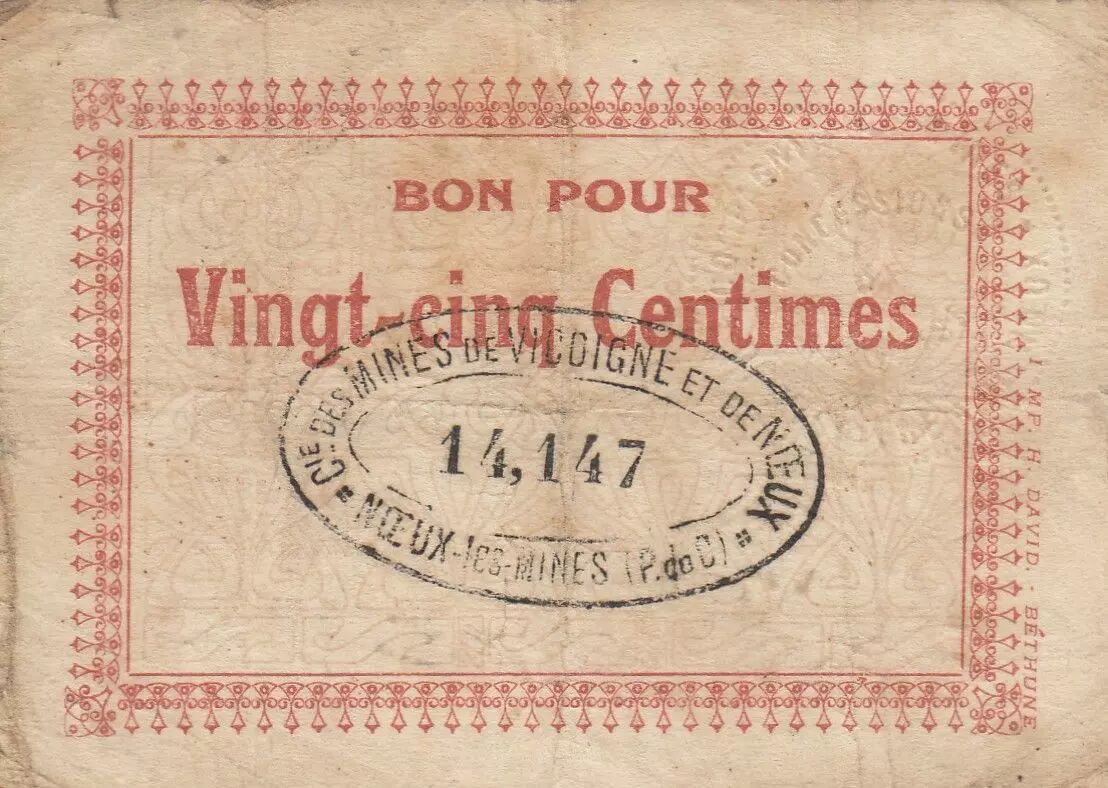 BON POUR
Vingt-cinq Centimes
Cie DES MINES DE VICOIGNE ET DE NŒUX
14,147
NŒUX-les-MINES (P. de C)
IMP. H. DAVID. - BÉTHUNE